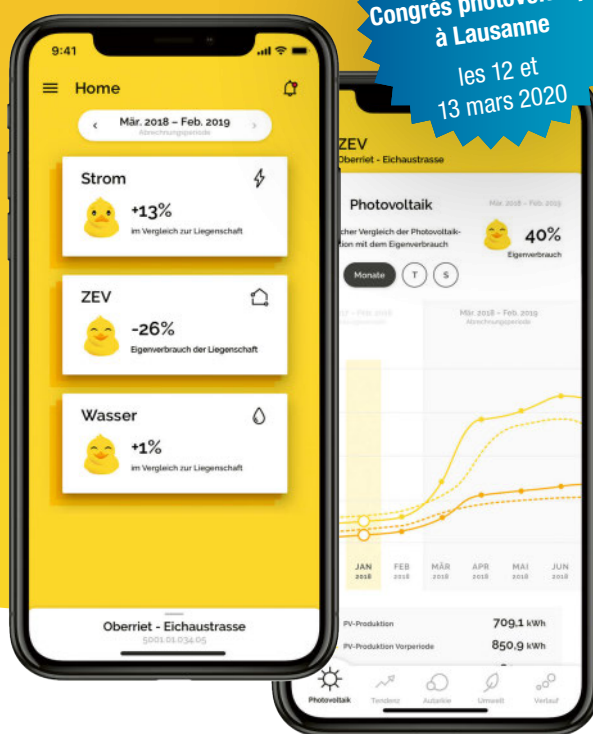 Congrès
à Lausanne
les 12 et
13 mars 2020
9:41
Home
Mär. 2018 – Feb. 2019
Abrechnungsperiode
Strom
+13%
im Vergleich zur Liegenschaft
ZEV
-26%
Eigenverbrauch der Liegenschaft
Wasser
+1%
im Vergleich zur Liegenschaft
Oberriet - Eichaustrasse
5001.01.034.05
ZEV
Oberriet - Eichaustrasse
Photovoltaik
Mär. 2018 – Feb. 2019
cher Vergleich der Photovoltaik-
tion mit dem Eigenverbrauch
40%
Eigenverbrauch
Monate T S
Mär. 2018 – Feb. 2019
Abrechnungsperiode
JAN FEB MÄR APR MAI JUN
2018 2018 2018 2018 2018 2018
PV-Produktion 709,1 kWh
PV-Produktion Vorperiode 850,9 kWh
Photovoltaik Tendenz Autarkie Umwelt Verlauf